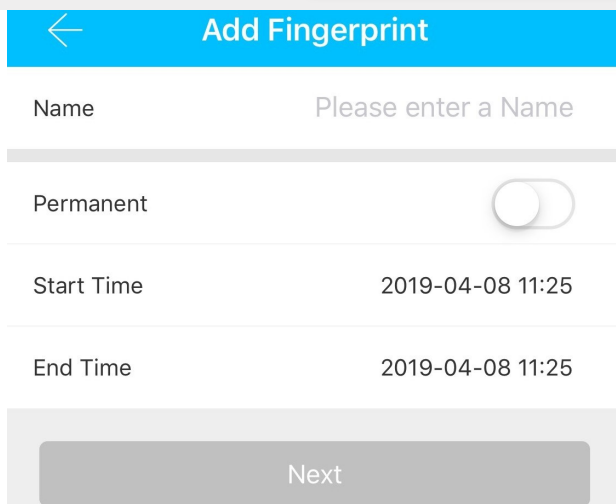 Add Fingerprint
Name Please enter a Name
Permanent
Start Time 2019-04-08 11:25
End Time 2019-04-08 11:25
Next